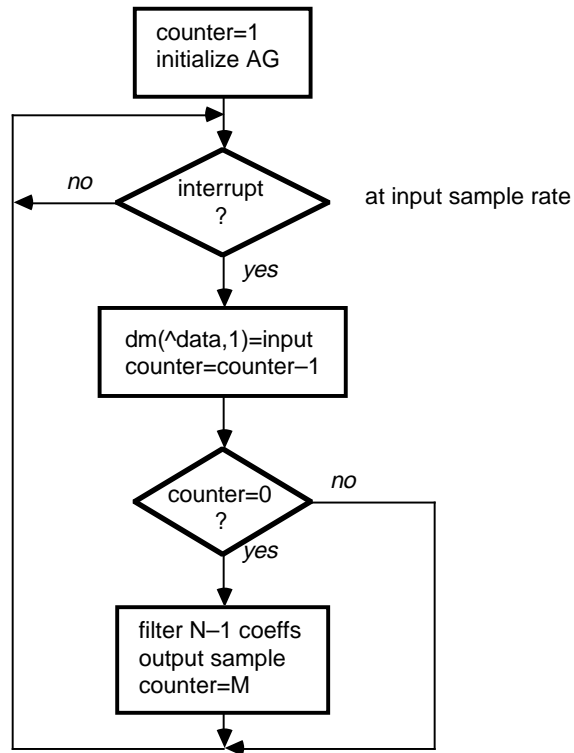 counter=1
initialize AG
no
interrupt
?
at input sample rate
yes
dm(^data,1)=input
counter=counter–1
counter=0
?
no
yes
filter N–1 coeffs
output sample
counter=M